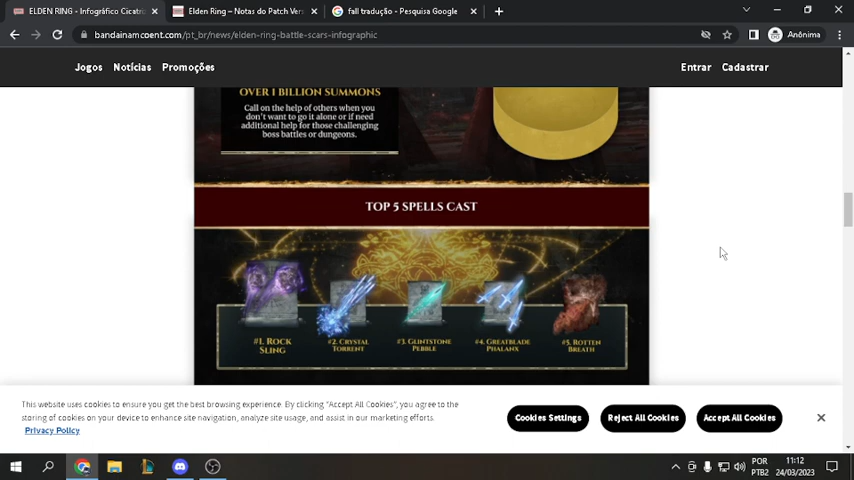 ELDEN RING - Infográfico Cicatri
Elden Ring – Notas do Patch Vers
fall tradução - Pesquisa Google
bandainamcoent.com/pt_br/news/elden-ring-battle-scars-infographic
Anônima
Jogos Notícias Promoções Entrar Cadastrar
OVER 1 BILLION SUMMONS
Call on the help of others when you
don't want to go it alone or if need
additional help for those challenging
boss battles or dungeons.
TOP 5 SPELLS CAST
#1. ROCK
SLING
#2. CRYSTAL
TORRENT
#3. GLINTSTONE
PEBBLE
#4. GREATBLADE
PHALANX
#5. ROTTEN
BREATH
This website uses cookies to ensure you get the best browsing experience. By clicking "Accept All Cookies", you agree to the
storing of cookies on your device to enhance site navigation, analyze site usage, and assist in our marketing efforts.
Privacy Policy
Cookies Settings
Reject All Cookies
Accept All Cookies
POR
PTB2
11:12
24/03/2023